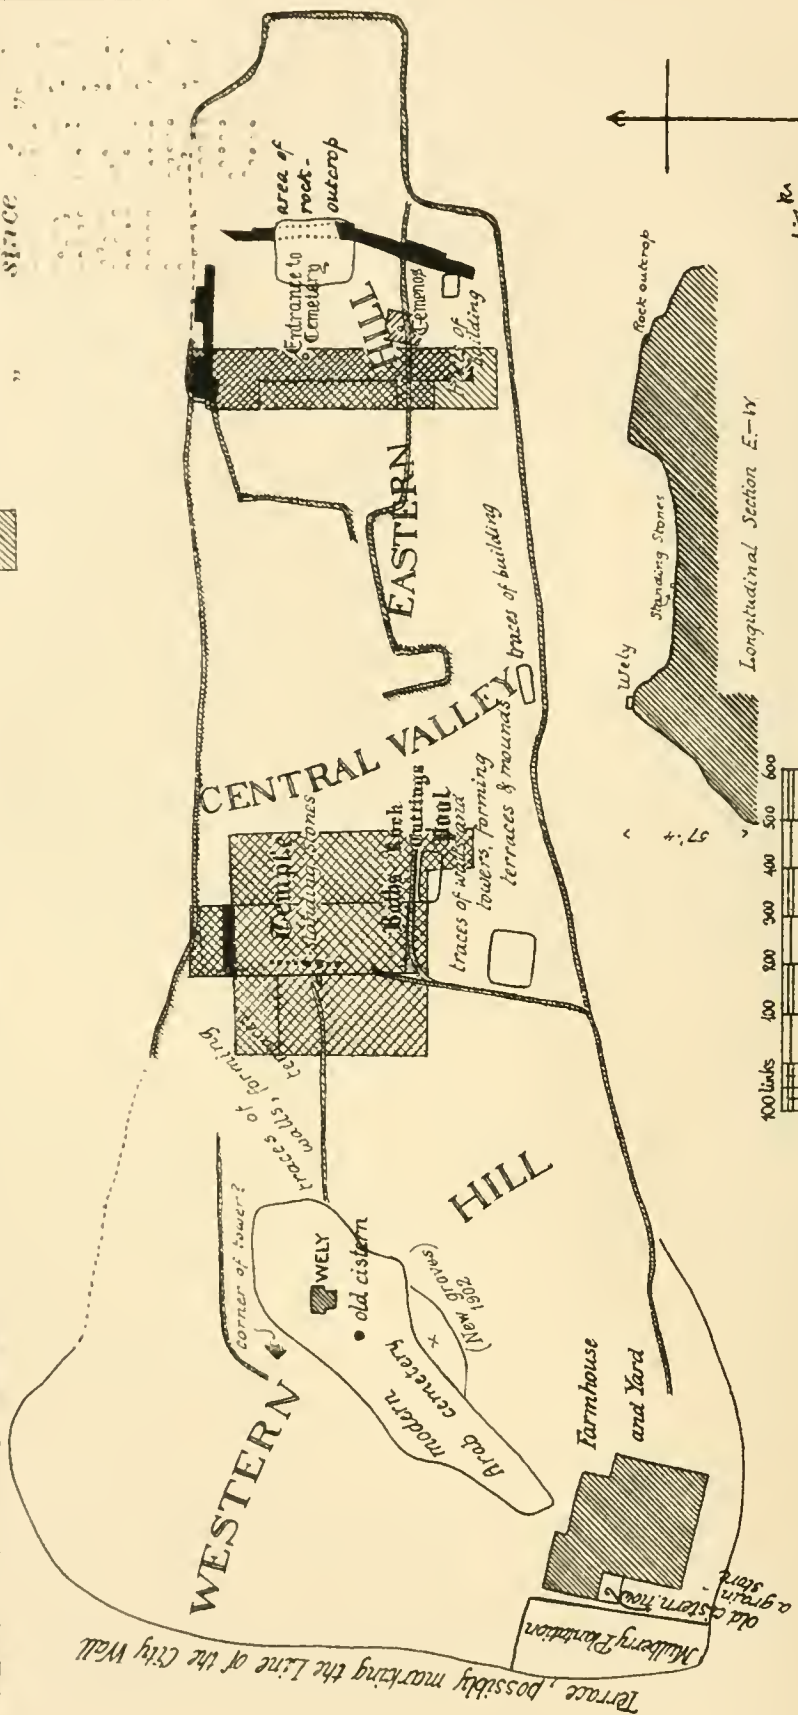 since
"
area of
rock-
outcrop
Entrance to
Cemetery
HILL
Temenos
building
EASTERN
CENTRAL VALLEY
traces of building
Temple
Standing Stones
Baths
Rock
Cuttings
Pool
traces of walls and
towers, forming
terraces & mounds
traces of
walls, forming
terraces
HILL
corner of tower?
WELY
old cistern
modern
Arab cemetery
(New graves)
1902
x
WESTERN
Farmhouse
and Yard
old cistern. now
a grain
store
Mulberry Plantation
Terrace, possibly marking the Line of the City Wall
Rock outcrop
Standing Stones
Wely
Longitudinal Section E.-W
57'.4
100 links
100
200
300
400
500
600